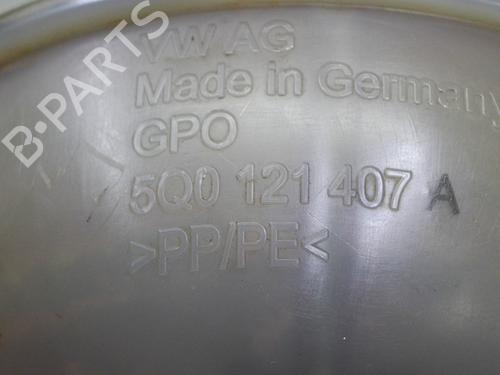 B-PARTS
VW AG
Made in Germany
GPO
5Q0 121 407 A
>PP/PE<